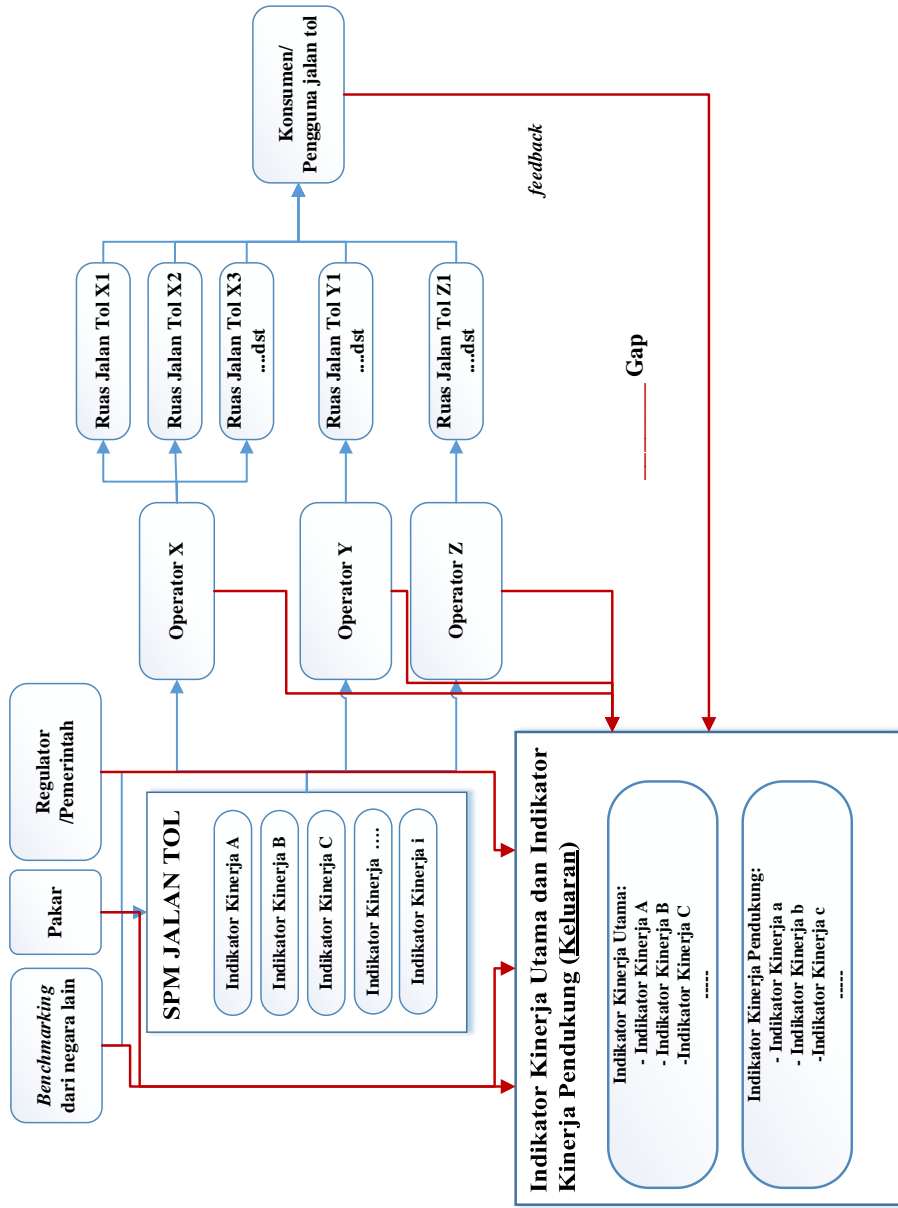 Benchmarking
dari negara lain
Pakar
Regulator
/Pemerintah
SPM JALAN TOL
Indikator Kinerja A
Indikator Kinerja B
Indikator Kinerja C
Indikator Kinerja ....
Indikator Kinerja i
Operator X
Operator Y
Operator Z
Ruas Jalan Tol X1
Ruas Jalan Tol X2
Ruas Jalan Tol X3
....dst
Ruas Jalan Tol Y1
....dst
Ruas Jalan Tol Z1
....dst
Konsumen/
Pengguna jalan tol
feedback
Gap
Indikator Kinerja Utama dan Indikator
Kinerja Pendukung (Keluaran)
Indikator Kinerja Utama:
- Indikator Kinerja A
- Indikator Kinerja B
-Indikator Kinerja C
-----
Indikator Kinerja Pendukung:
- Indikator Kinerja a
- Indikator Kinerja b
-Indikator Kinerja c
-----